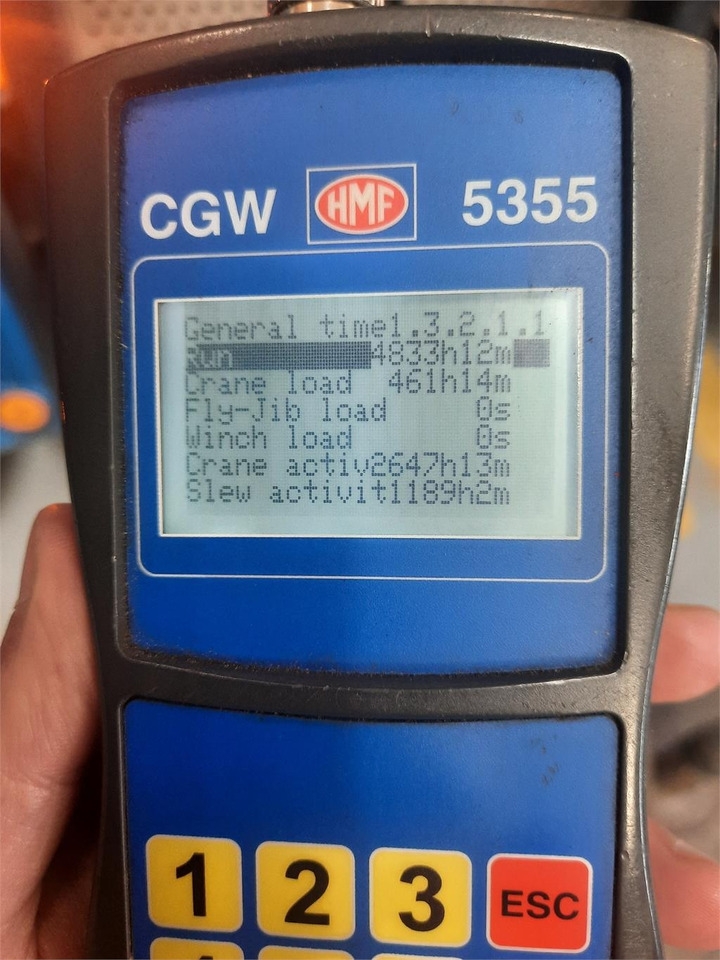 CGW HMF 5355
General time1.3.2.1.1
Run 4833h12m
Crane load 461h14m
Fly-Jib load 0s
Winch load 0s
Crane activ2647h13m
Slew activit1189h2m
1 2 3 ESC